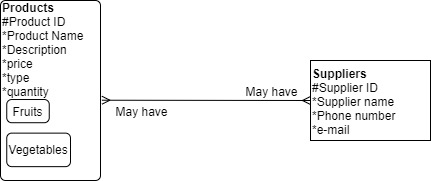 Products
#Product ID
*Product Name
*Description
*price
*type
*quantity
Fruits
Vegetables
May have
May have
Suppliers
#Supplier ID
*Supplier name
*Phone number
*e-mail